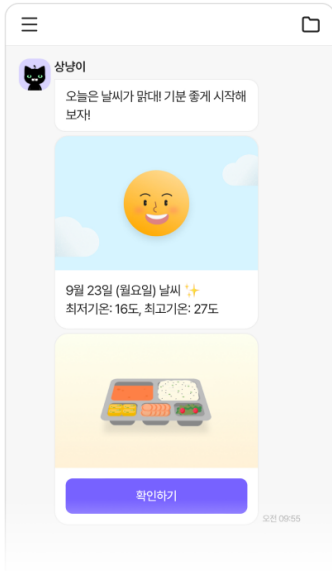 상냥이
오늘은 날씨가 맑대! 기분 좋게 시작해
보자!
9월 23일 (월요일) 날씨 ✨
최저기온: 16도, 최고기온: 27도
확인하기
오전 09:55